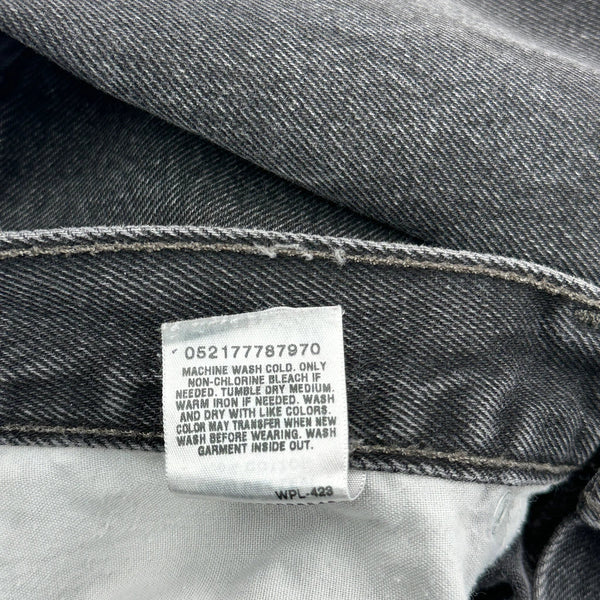 052177787970
MACHINE WASH COLD. ONLY
NON-CHLORINE BLEACH IF
NEEDED. TUMBLE DRY MEDIUM.
WARM IRON IF NEEDED. WASH
AND DRY WITH LIKE COLORS.
COLOR MAY TRANSFER WHEN NEW
WASH BEFORE WEARING. WASH
GARMENT INSIDE OUT.
WPL-423